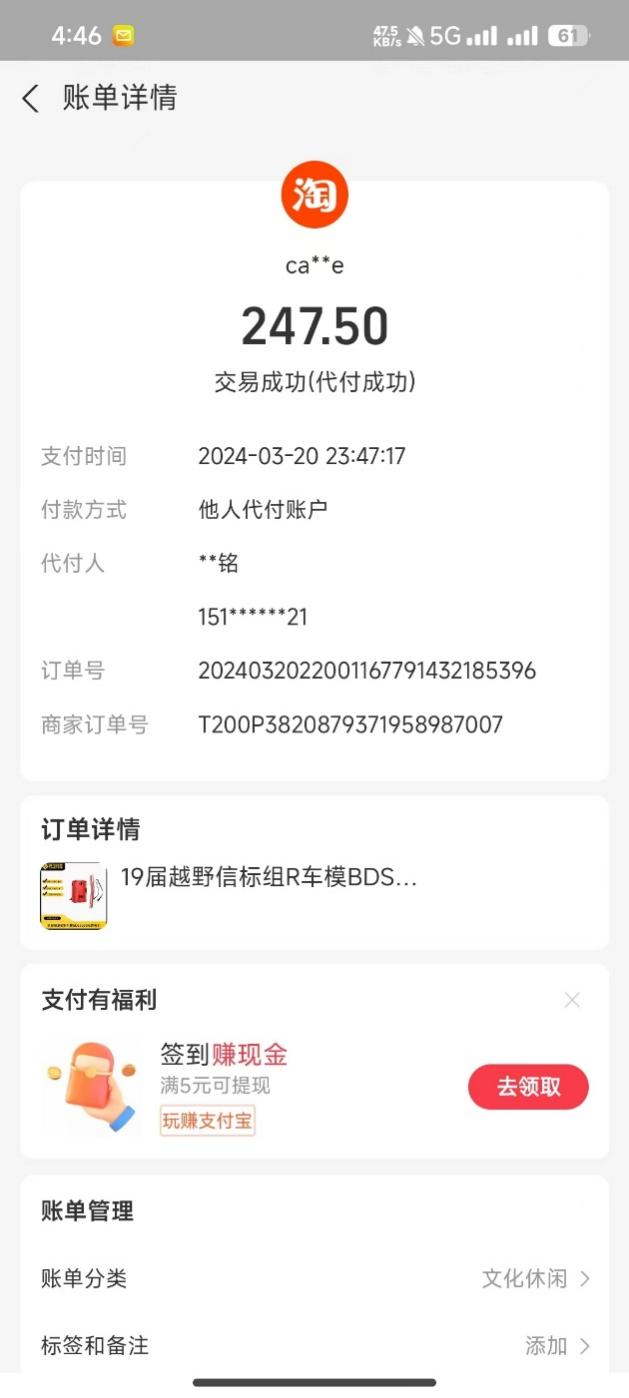 4:46
47.5
KB/s
5G
61
账单详情
淘
ca**e
247.50
交易成功(代付成功)
支付时间 2024-03-20 23:47:17
付款方式 他人代付账户
代付人 **铭
151******21
订单号 2024032022001167791432185396
商家订单号 T200P3820879371958987007
订单详情
19届越野信标组R车模BDS...
支付有福利
签到赚现金
满5元可提现
去领取
玩赚支付宝
账单管理
账单分类 文化休闲
标签和备注 添加